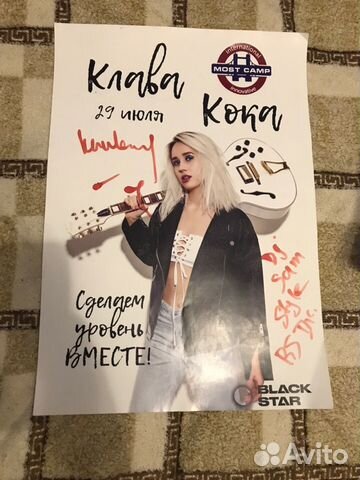 Клава
Кока
29 июля
international
MOST CAMP
innovative
Сделаем
уровень
ВМЕСТЕ!
BLACK
STAR
Avito